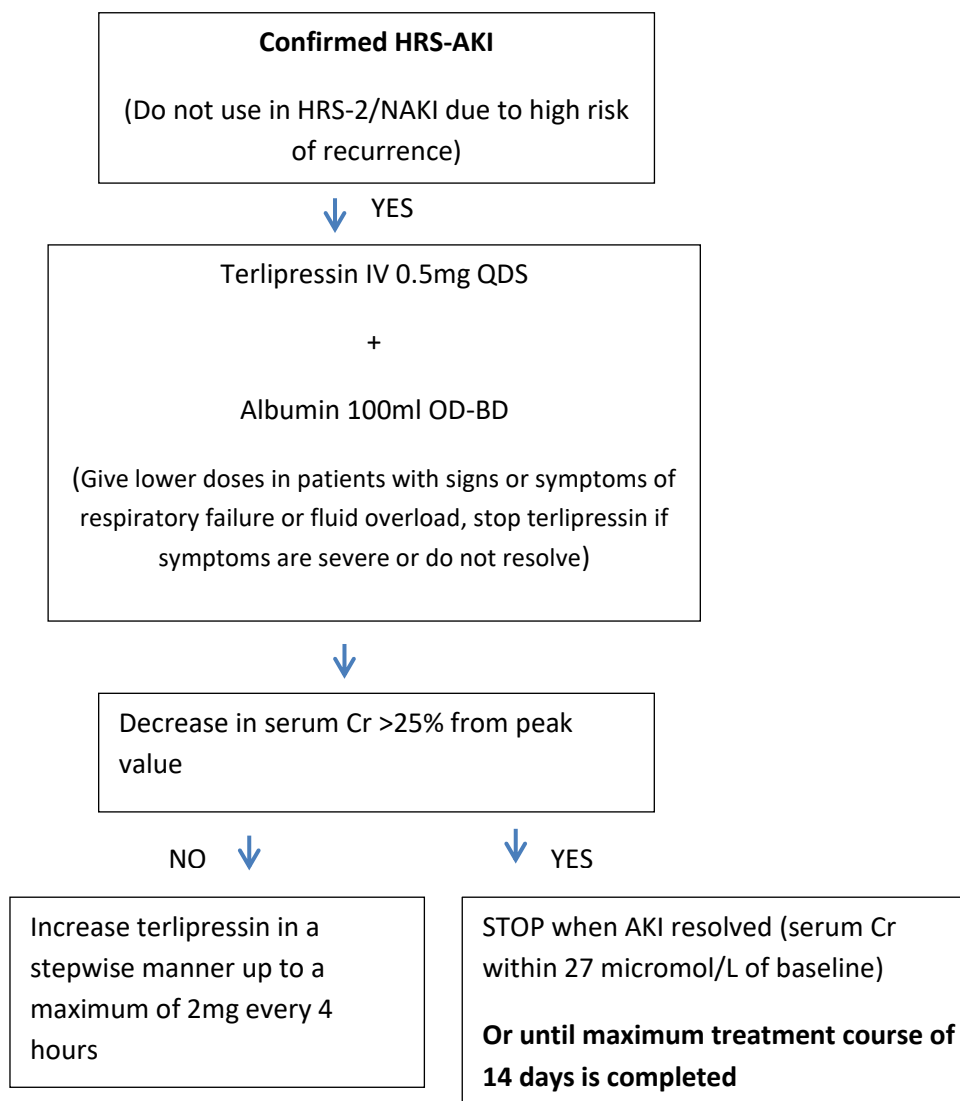 Confirmed HRS-AKI
(Do not use in HRS-2/NAKI due to high risk
of recurrence)
YES
Terlipressin IV 0.5mg QDS
+
Albumin 100ml OD-BD
(Give lower doses in patients with signs or symptoms of
respiratory failure or fluid overload, stop terlipressin if
symptoms are severe or do not resolve)
Decrease in serum Cr >25% from peak
value
NO
YES
Increase terlipressin in a
stepwise manner up to a
maximum of 2mg every 4
hours
STOP when AKI resolved (serum Cr
within 27 micromol/L of baseline)
Or until maximum treatment course of
14 days is completed